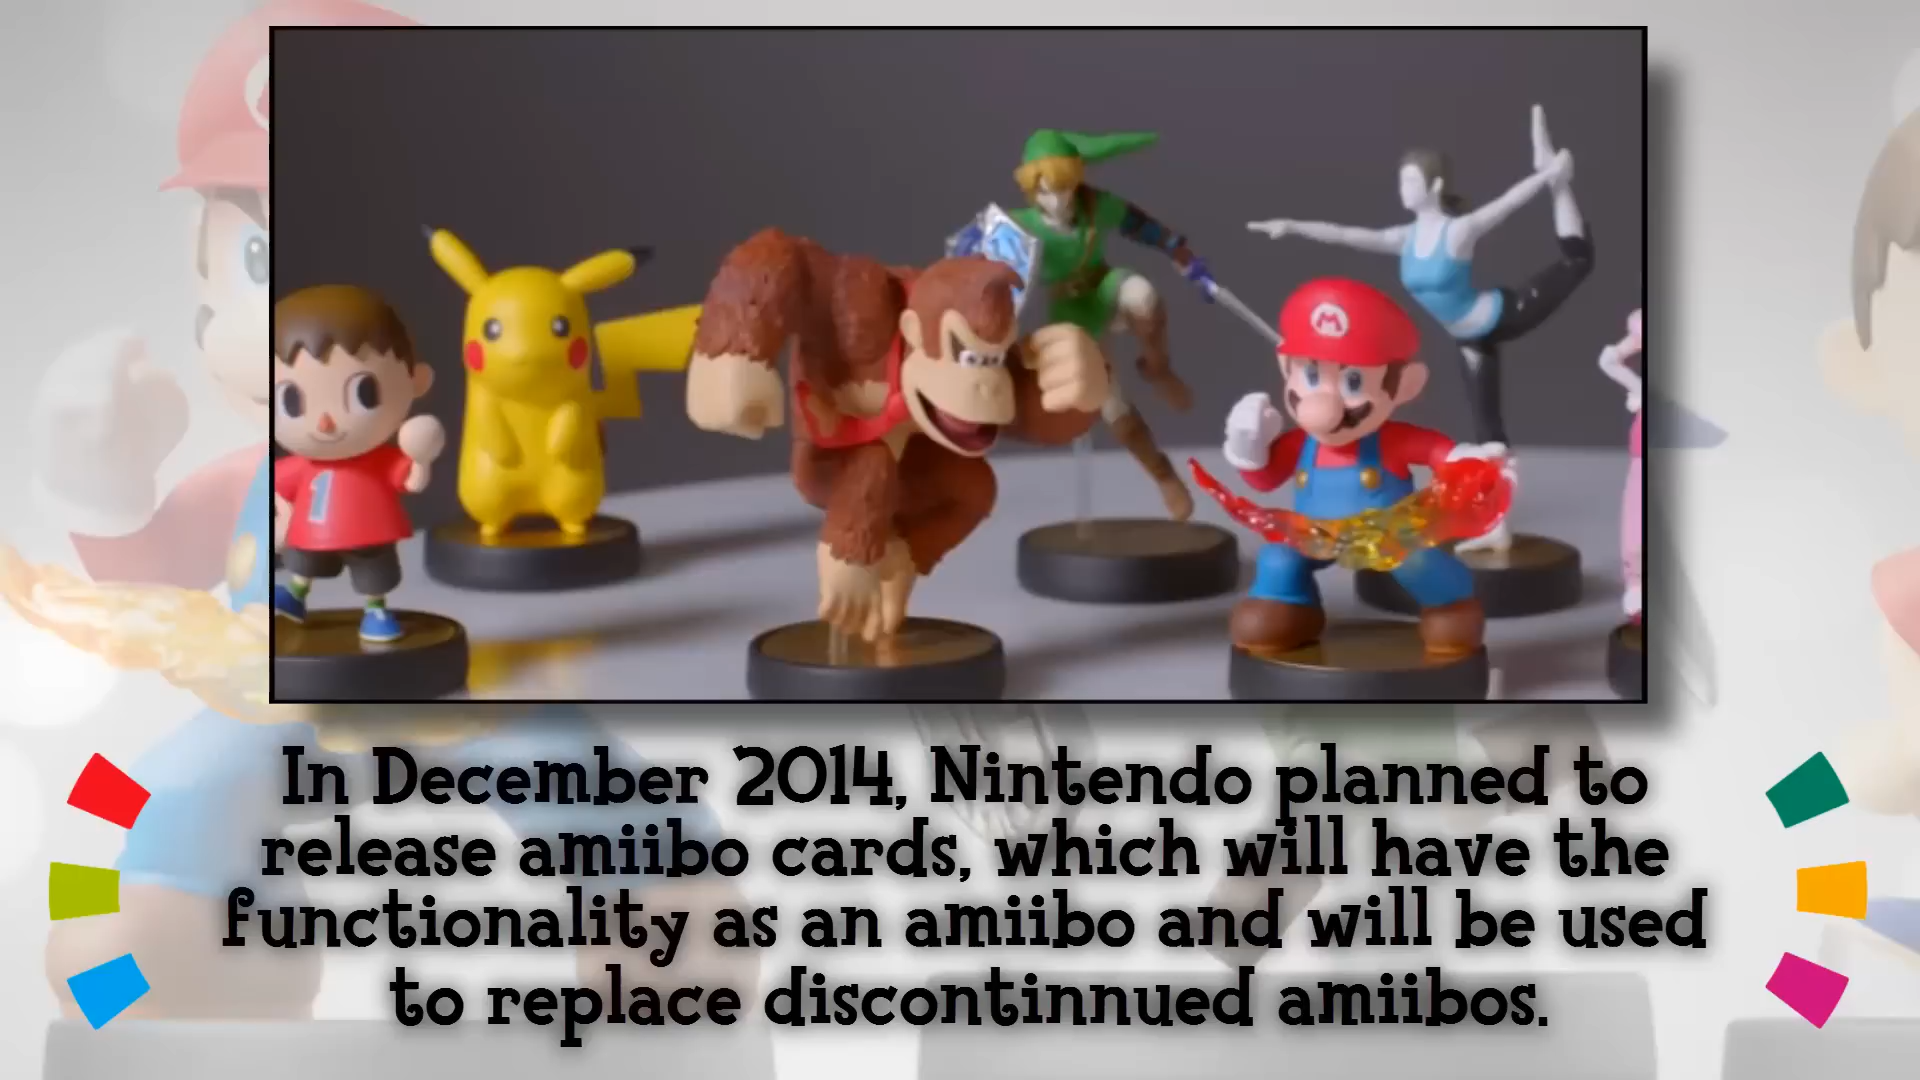 M
1
In December 2014, Nintendo planned to
release amiibo cards, which will have the
functionality as an amiibo and will be used
to replace discontinnued amiibos.